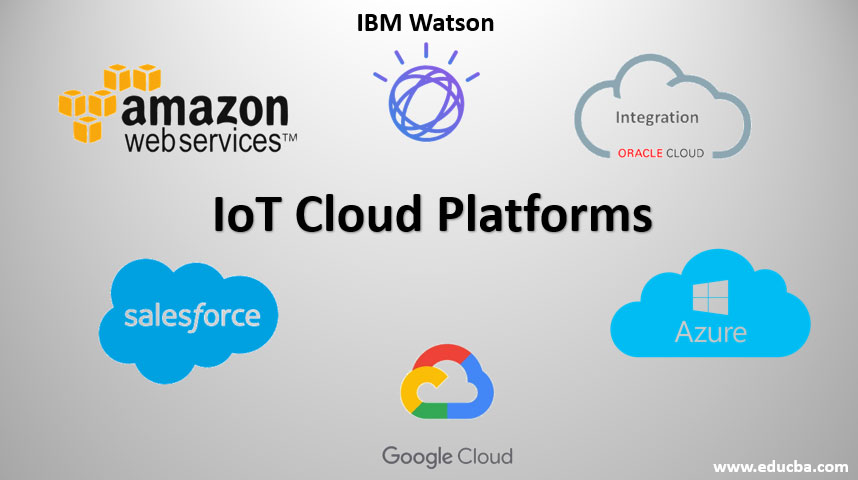 IBM Watson
amazon
webservices™
Integration
ORACLE CLOUD
IoT Cloud Platforms
salesforce
Azure
Google Cloud
www.educba.com